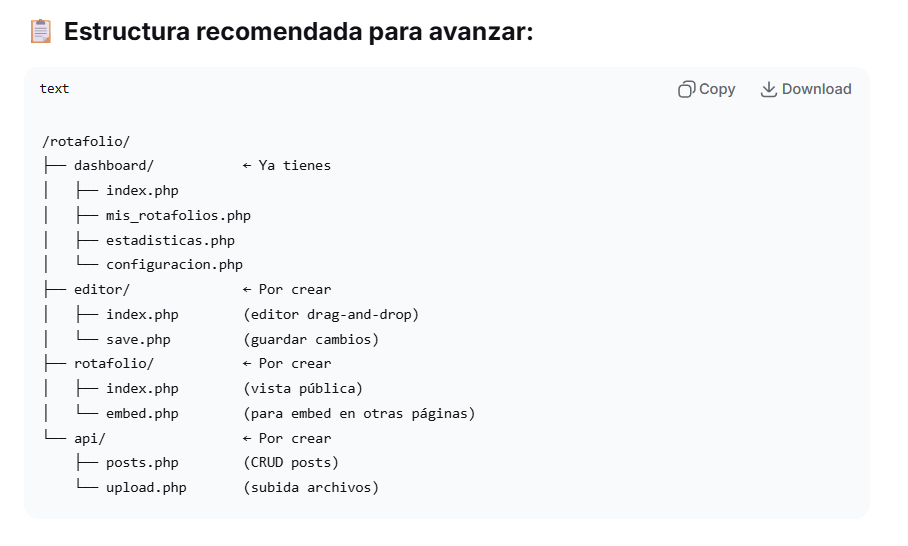 📋 Estructura recomendada para avanzar:
text
Copy
Download
/rotafolio/
├── dashboard/           ← Ya tienes
│   ├── index.php
│   ├── mis_rotafolios.php
│   ├── estadisticas.php
│   └── configuracion.php
├── editor/              ← Por crear
│   ├── index.php        (editor drag-and-drop)
│   └── save.php         (guardar cambios)
├── rotafolio/           ← Por crear
│   ├── index.php        (vista pública)
│   └── embed.php        (para embed en otras páginas)
└── api/                 ← Por crear
    ├── posts.php        (CRUD posts)
    └── upload.php       (subida archivos)